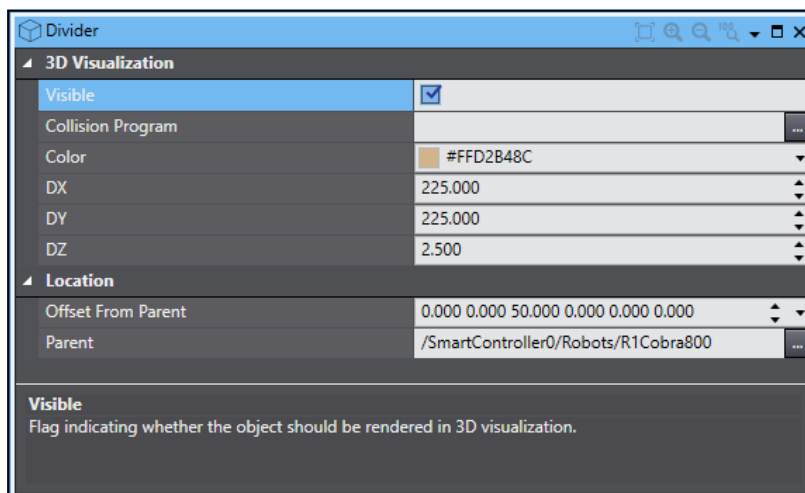 Divider
3D Visualization
Visible
Collision Program
...
Color #FFD2B48C
DX 225.000
DY 225.000
DZ 2.500
Location
Offset From Parent 0.000 0.000 50.000 0.000 0.000 0.000
Parent /SmartController0/Robots/R1Cobra800 ...
Visible
Flag indicating whether the object should be rendered in 3D visualization.